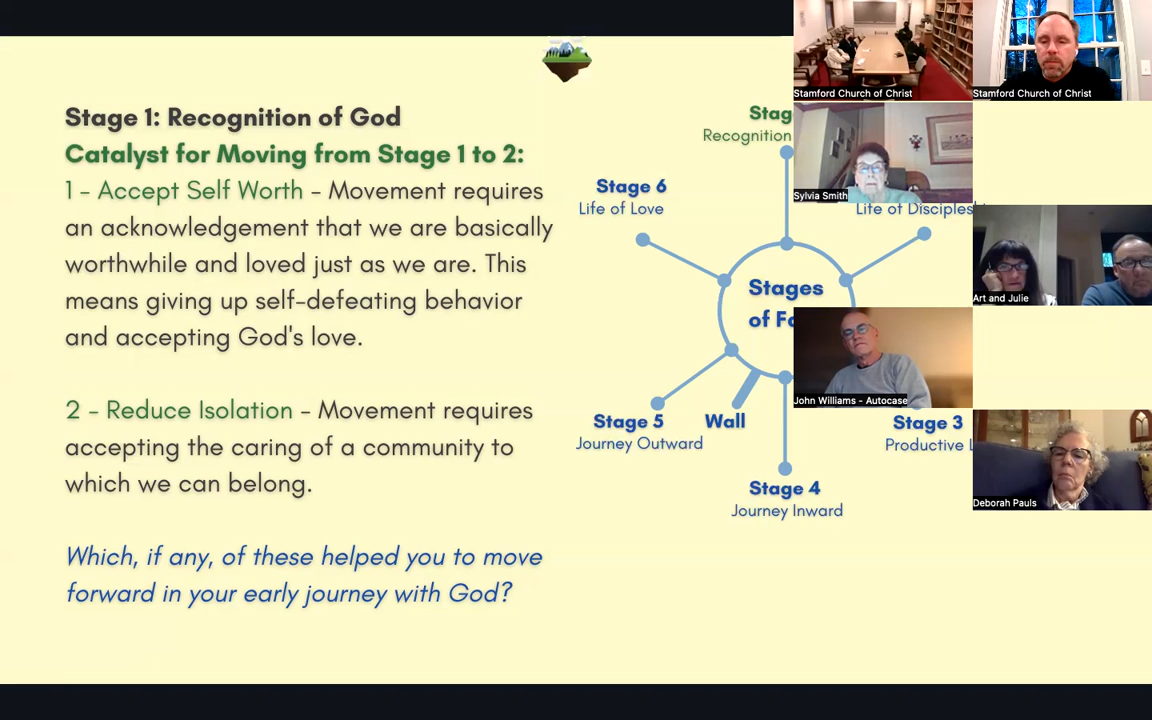 Stage 1: Recognition of God
Catalyst for Moving from Stage 1 to 2:
1 - Accept Self Worth - Movement requires
an acknowledgement that we are basically
worthwhile and loved just as we are. This
means giving up self-defeating behavior
and accepting God's love.
2 - Reduce Isolation - Movement requires
accepting the caring of a community to
which we can belong.
Which, if any, of these helped you to move
forward in your early journey with God?
Stag
Recognition
Stage 6
Life of Love
Life of Disciples
Stages
of Fa
Stage 5
Journey Outward
Wall
Stage 4
Journey Inward
Stage 3
Productive L
Stamford Church of Christ
Stamford Church of Christ
Sylvia Smith
Art and Julie
John Williams - Autocase
Deborah Pauls